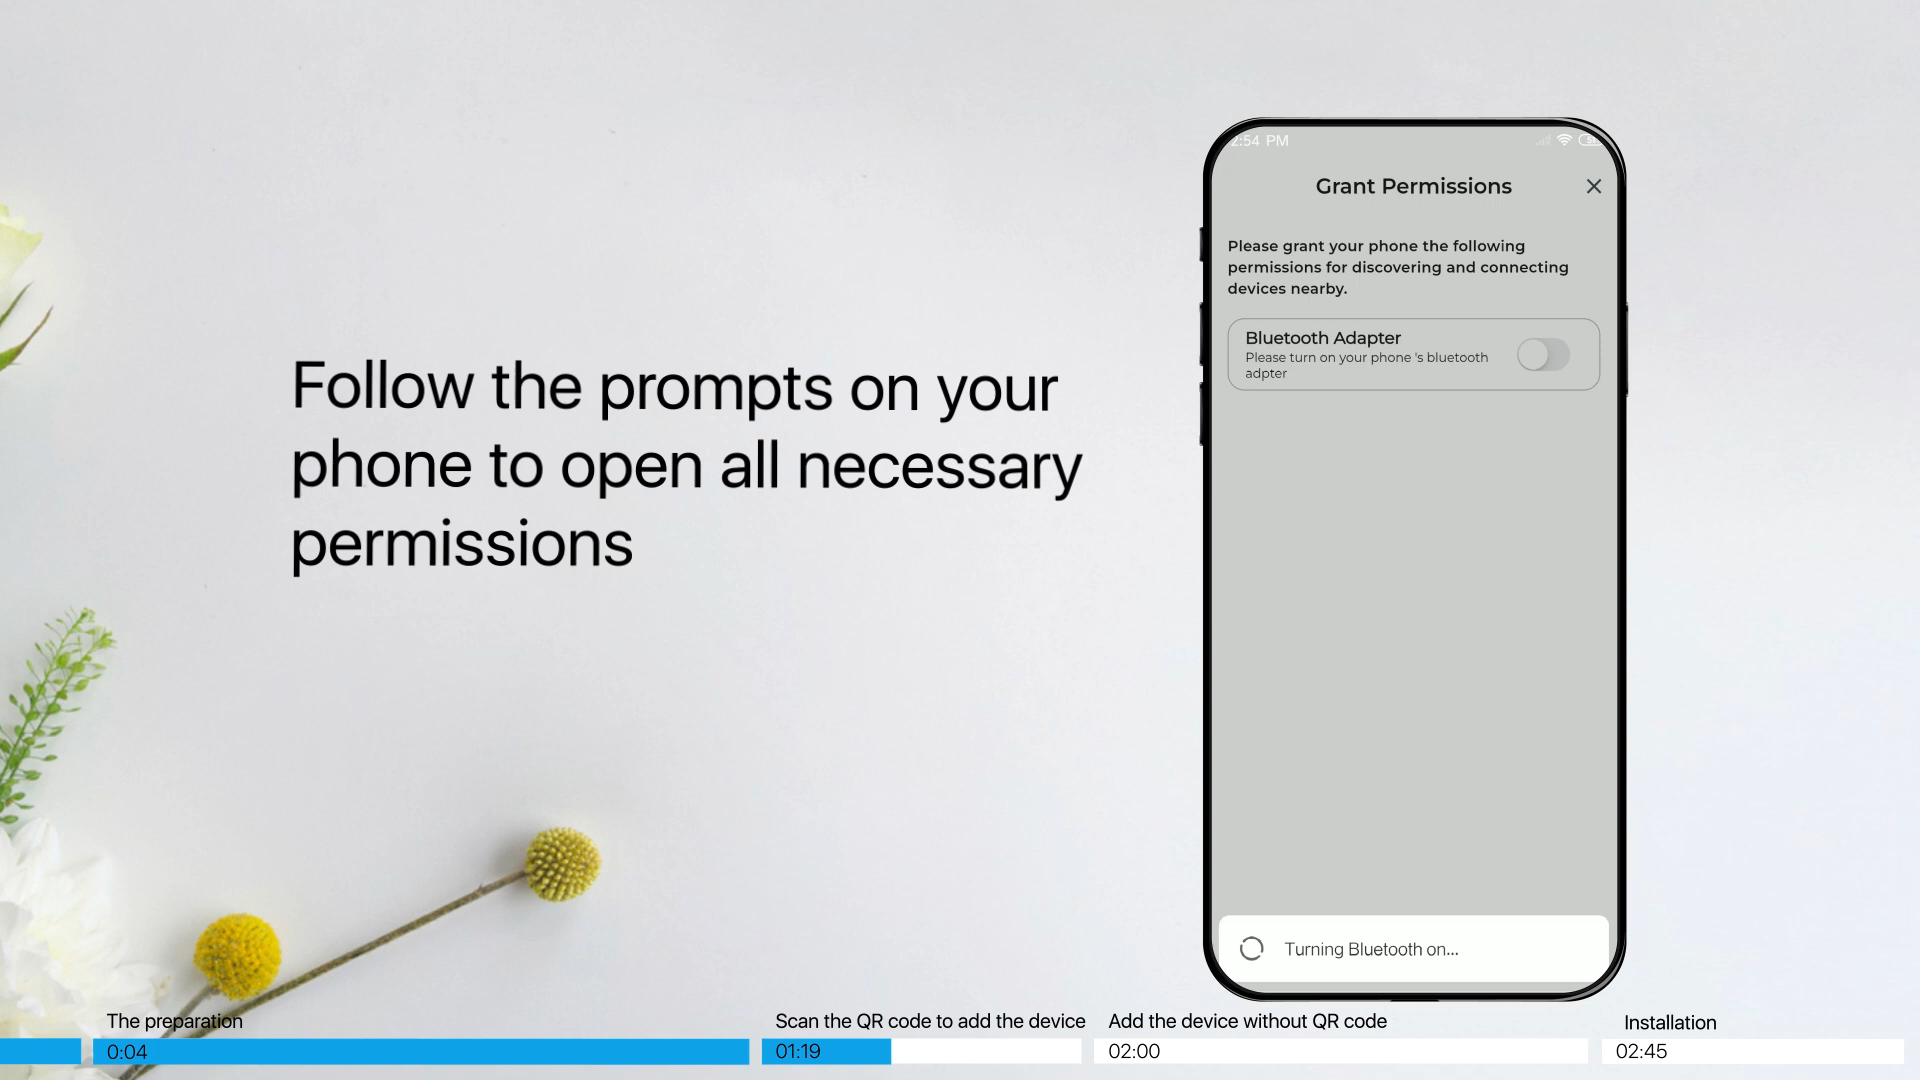 Follow the prompts on your
phone to open all necessary
permissions
2:54 PM
Grant Permissions
Please grant your phone the following
permissions for discovering and connecting
devices nearby.
Bluetooth Adapter
Please turn on your phone 's bluetooth
adpter
Turning Bluetooth on...
The preparation
0:04
Scan the QR code to add the device
01:19
Add the device without QR code
02:00
Installation
02:45